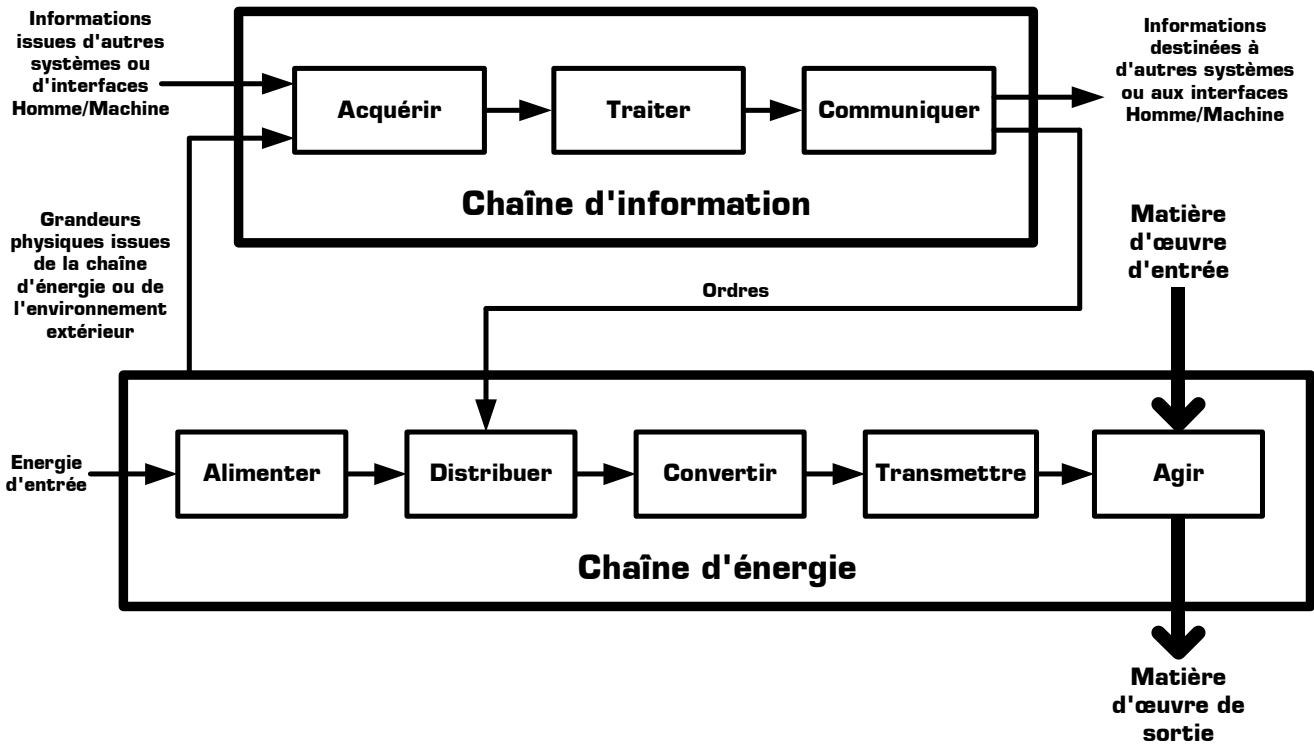 Informations
issues d'autres
systèmes ou
d'interfaces
Homme/Machine
Acquérir
Traiter
Communiquer
Informations
destinées à
d'autres systèmes
ou aux interfaces
Homme/Machine
Chaîne d'information
Grandeurs
physiques issues
de la chaîne
d'énergie ou de
l'environnement
extérieur
Ordres
Matière
d'œuvre
d'entrée
Energie
d'entrée
Alimenter
Distribuer
Convertir
Transmettre
Agir
Chaîne d'énergie
Matière
d'œuvre de
sortie